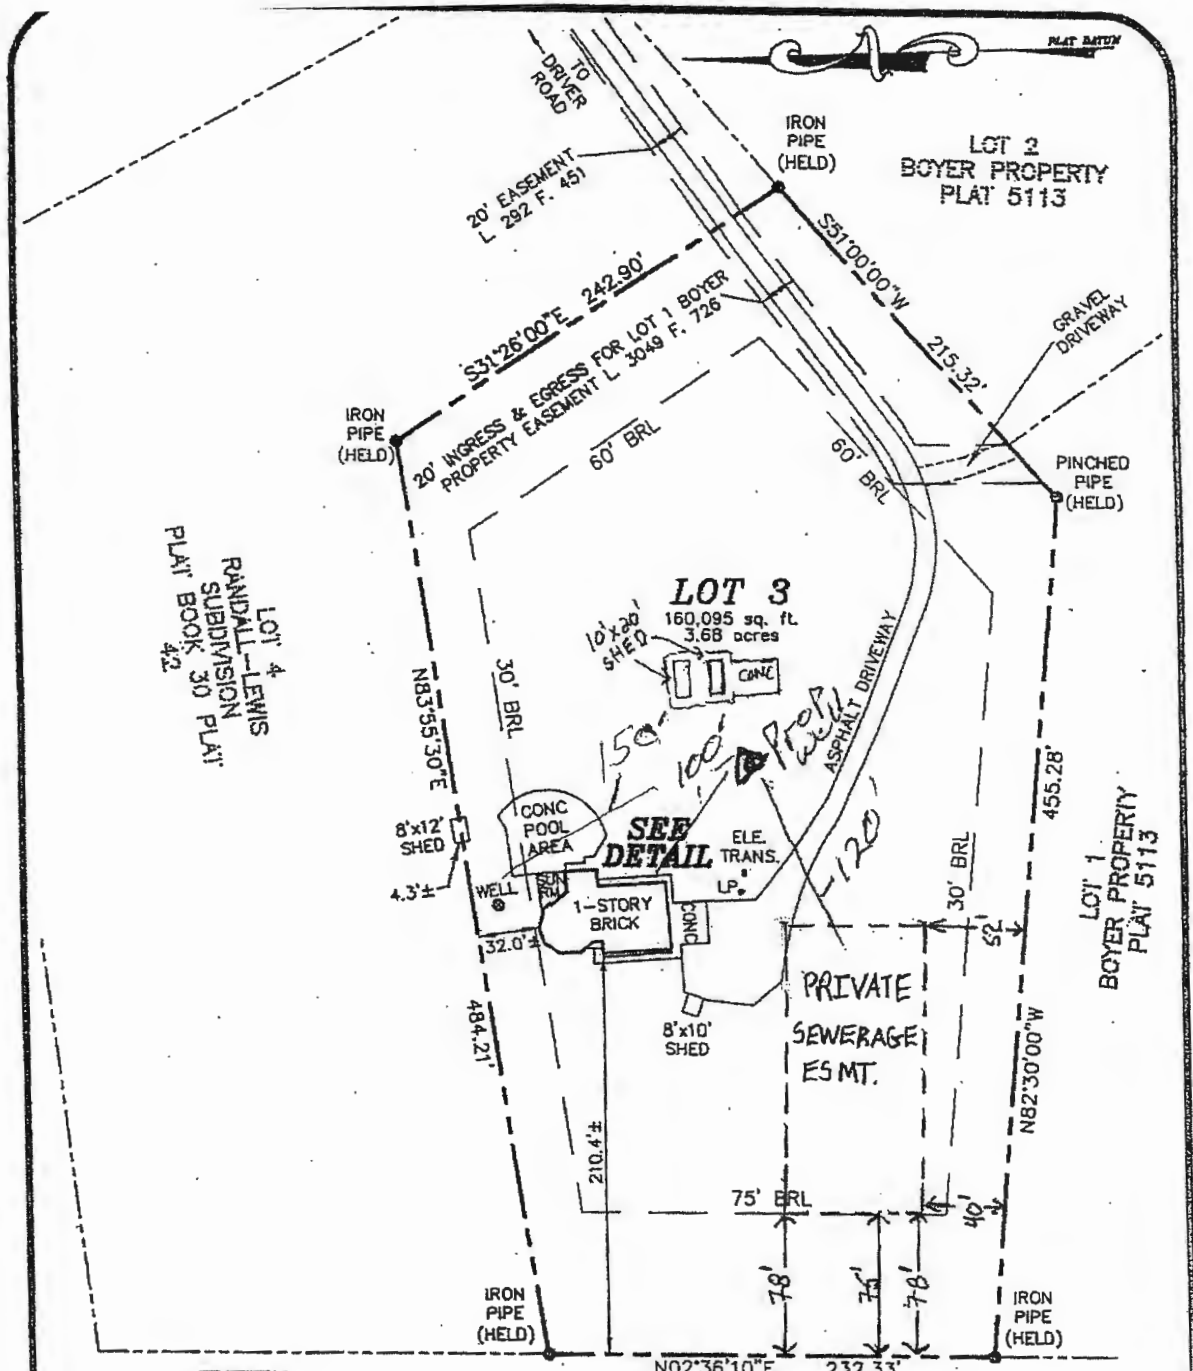 PLAT DATUM
TO
DRIVER
ROAD
IRON
PIPE
(HELD)
LOT 2
BOYER PROPERTY
PLAT 5113
20' EASEMENT
L 292 F. 451
S31°26'00"E 242.90'
S51°00'00"W
215.32'
GRAVEL
DRIVEWAY
20' INGRESS & EGRESS FOR LOT 1 BOYER
PROPERTY EASEMENT L 3049 F. 726
IRON
PIPE
(HELD)
60' BRL
60' BRL
PINCHED
PIPE
(HELD)
LOT 4
RANDALL-LEWIS
SUBDIVISION
PLAT BOOK 30 PLAT
42
LOT 3
160,095 sq. ft.
3.68 acres
10'x20'
SHED
CONC
N83°55'30"E
30' BRL
50'
100'
PROP.
WELL
ASPHALT DRIVEWAY
455.28'
8'x12'
SHED
4.3'±
CONC
POOL
AREA
SEE
DETAIL
ELE.
TRANS.
LP.
120'
WELL
SUN
RM.
1-STORY
BRICK
CONC
30' BRL
52'
32.0'±
LOT 1
BOYER PROPERTY
PLAT 5113
PRIVATE
SEWERAGE
ESMT.
484.21'
8'x10'
SHED
N82°30'00"W
210.4'±
75' BRL
40'
78'
75'
78'
IRON
PIPE
(HELD)
IRON
PIPE
(HELD)
N02°36'10"E 232.33'